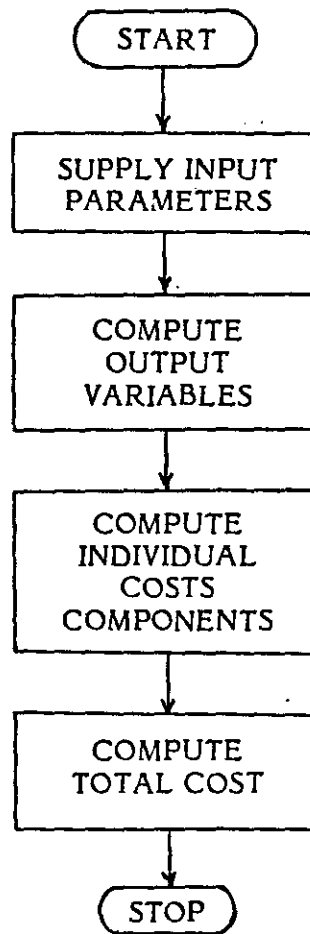 START
SUPPLY INPUT
PARAMETERS
COMPUTE
OUTPUT
VARIABLES
COMPUTE
INDIVIDUAL
COSTS
COMPONENTS
COMPUTE
TOTAL COST
STOP